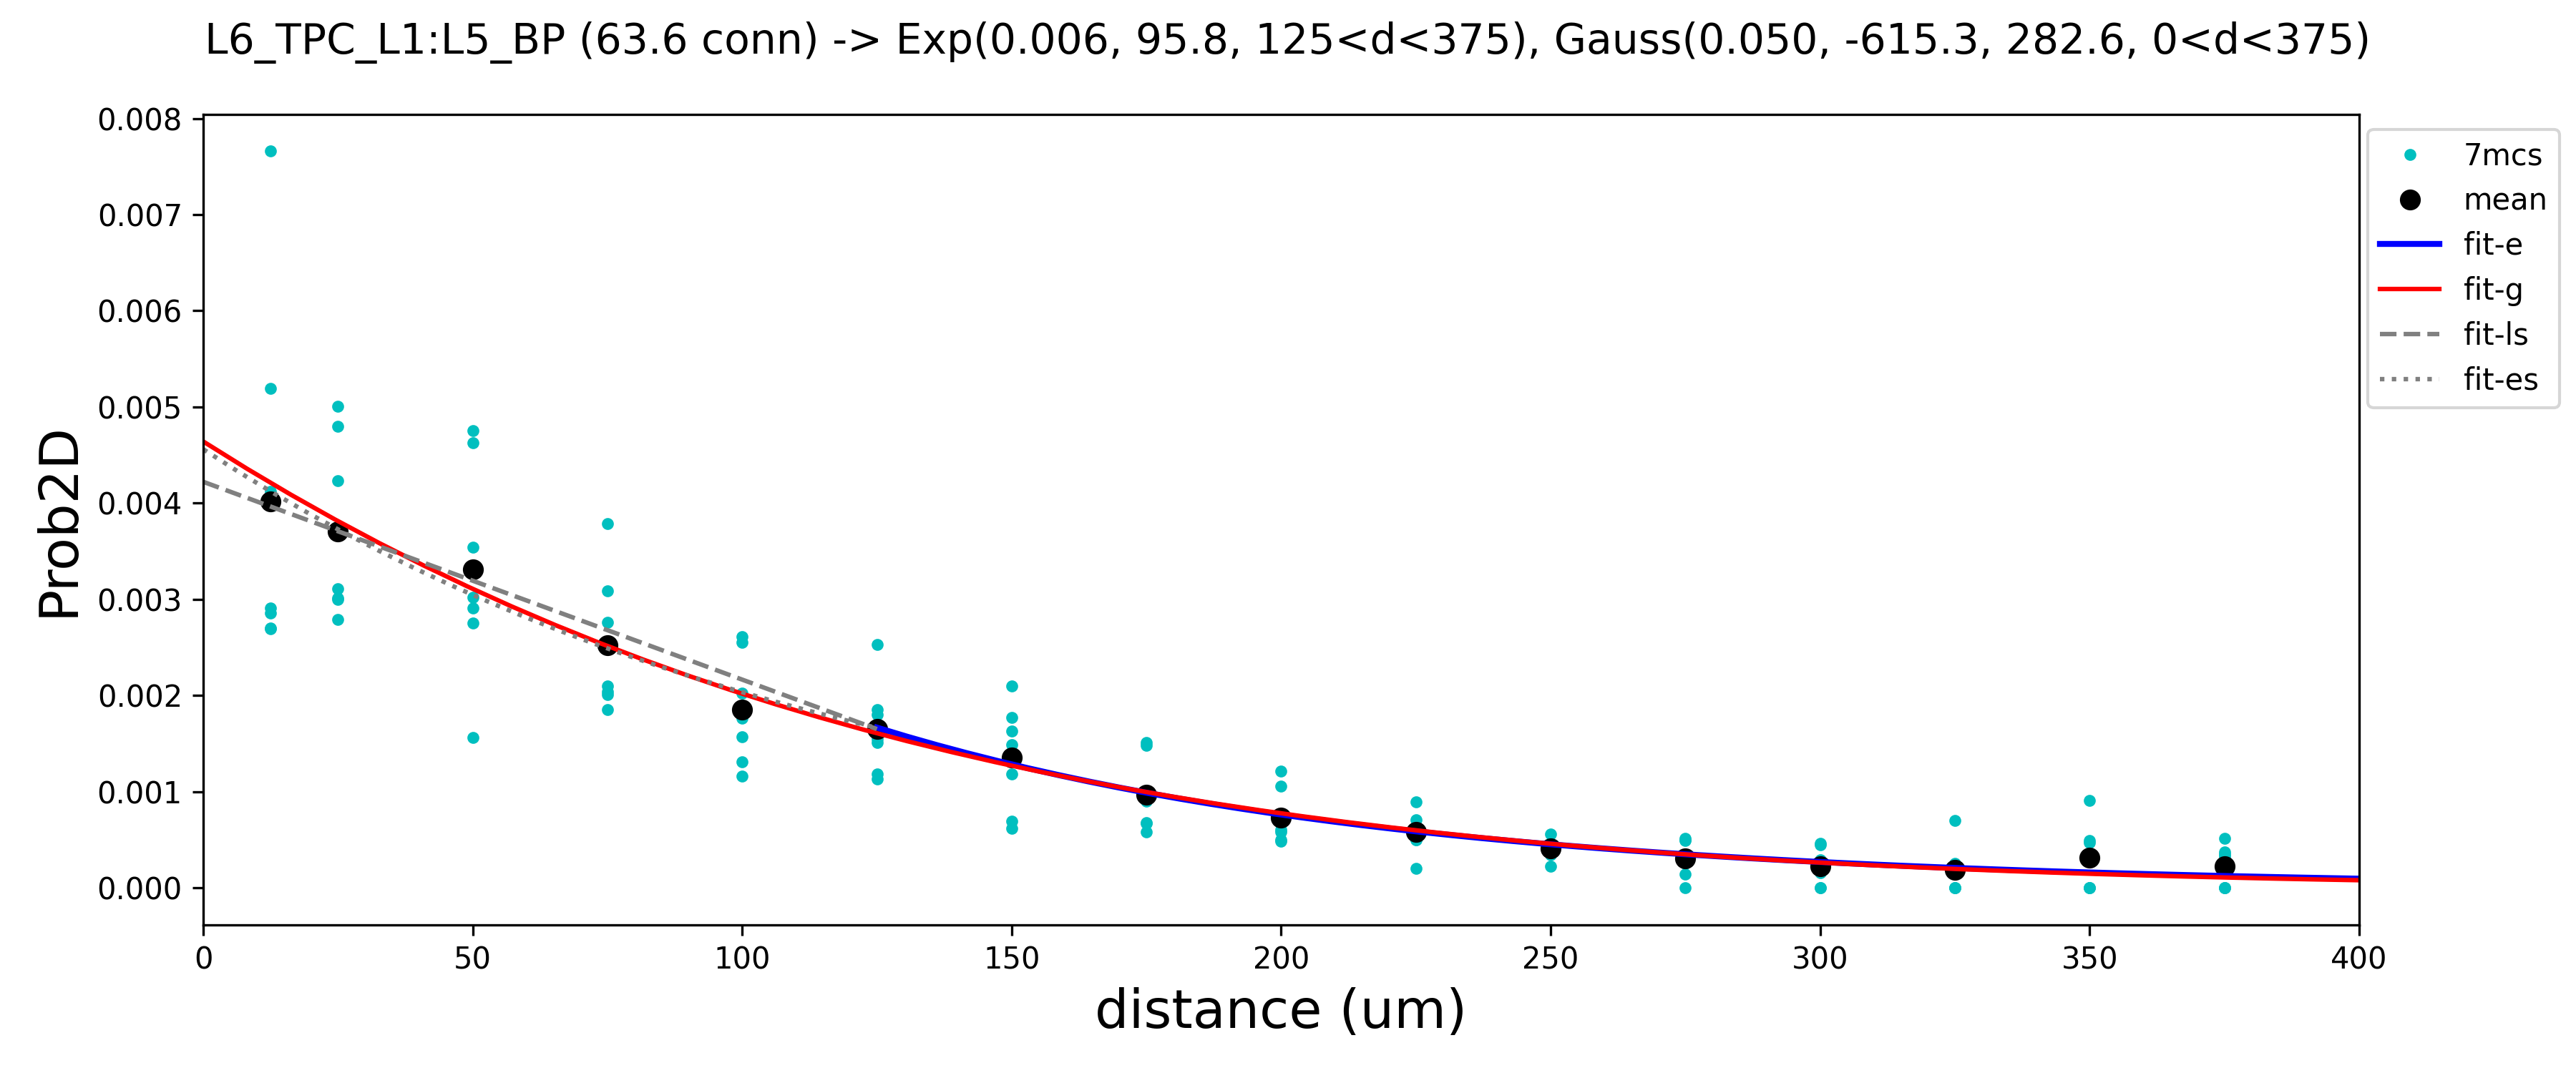 L6_TPC_L1:L5_BP (63.6 conn) -> Exp(0.006, 95.8, 125<d<375), Gauss(0.050, -615.3, 282.6, 0<d<375)
0.008
0.007
0.006
0.005
0.004
0.003
0.002
0.001
0.000
Prob2D
0 50 100 150 200 250 300 350 400
distance (um)
7mcs
mean
fit-e
fit-g
fit-ls
fit-es